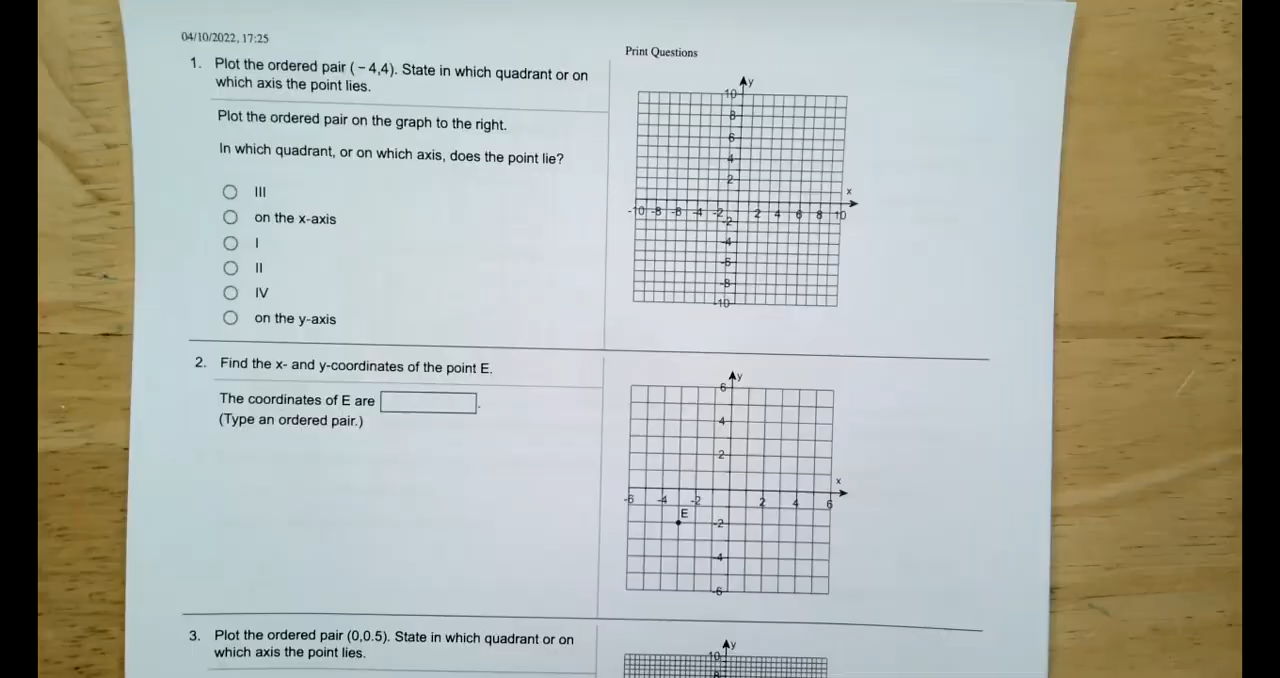 04/10/2022, 17:25
Print Questions
1. Plot the ordered pair (−4,4). State in which quadrant or on
which axis the point lies.
Plot the ordered pair on the graph to the right.
In which quadrant, or on which axis, does the point lie?
III
on the x-axis
I
II
IV
on the y-axis
y
10
8
6
4
2
x
-10 -8 -6 -4 -2 2 4 6 8 10
-2
-4
-6
-8
-10
2. Find the x- and y-coordinates of the point E.
The coordinates of E are .
(Type an ordered pair.)
y
6
4
2
x
-6 -4 -2 2 4 6
E
-2
-4
-6
3. Plot the ordered pair (0,0.5). State in which quadrant or on
which axis the point lies.
y
10
8